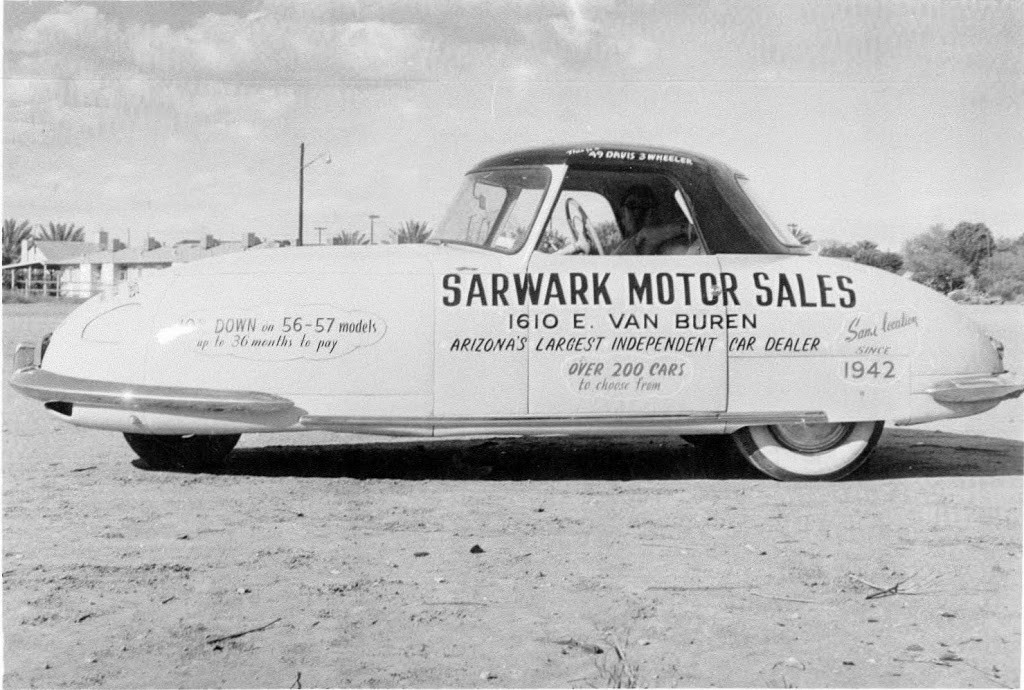 '49 DAVIS 3 WHEELER
SARWARK MOTOR SALES
1610 E. VAN BUREN
ARIZONA'S LARGEST INDEPENDENT CAR DEALER
OVER 200 CARS
to choose from
Same location
SINCE
1942
DOWN on 56-57 models
up to 36 months to pay